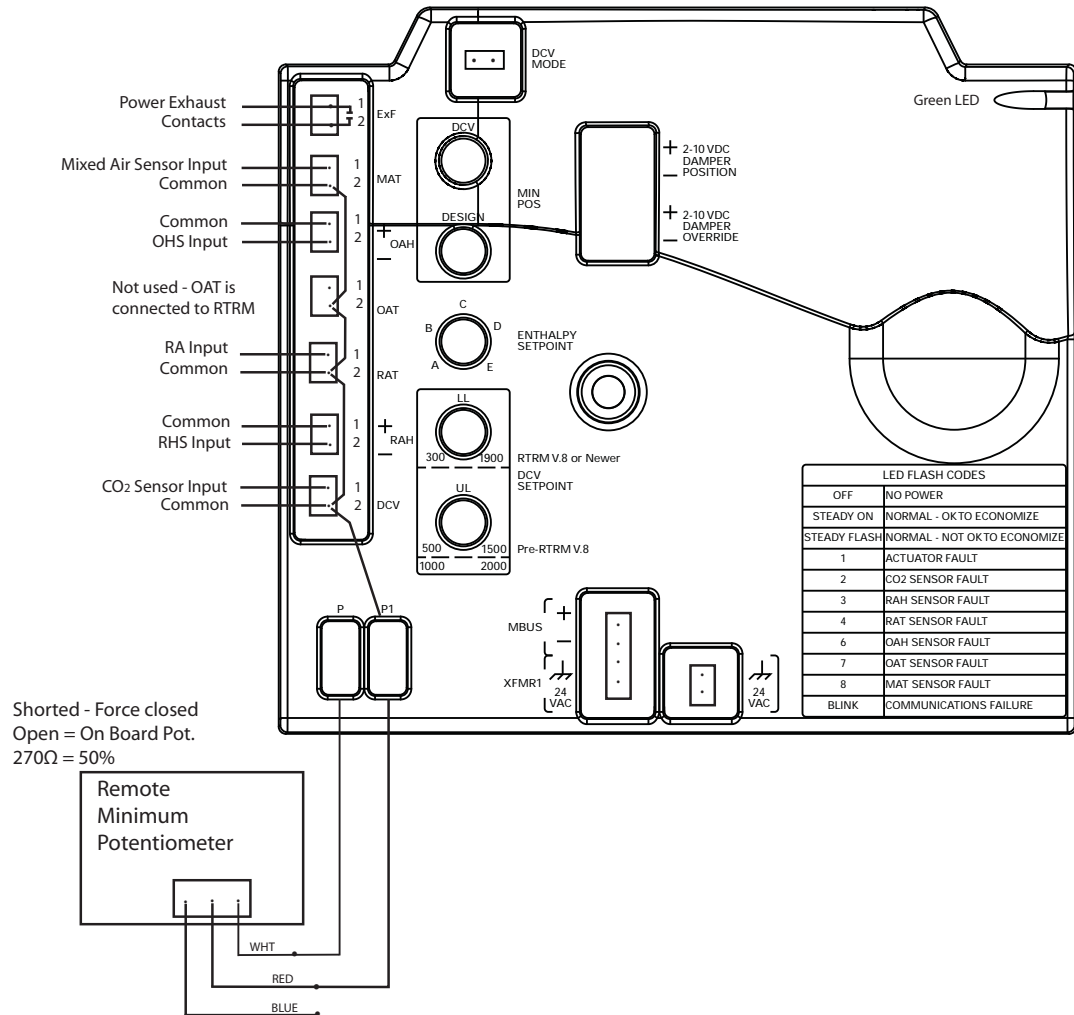 DCV
MODE
Green LED
Power Exhaust
Contacts
1
2
ExF
DCV
MIN
POS
DESIGN
+ 2-10 VDC
DAMPER
− POSITION
+ 2-10 VDC
DAMPER
− OVERRIDE
Mixed Air Sensor Input
Common
1
2
MAT
Common
OHS Input
1
2
+
OAH
−
Not used - OAT is
connected to RTRM
1
2
OAT
C
B
D
A
E
ENTHALPY
SETPOINT
RA Input
Common
1
2
RAT
Common
RHS Input
1
2
+
RAH
−
LL
300 1900 RTRM V.8 or Newer
DCV
SETPOINT
UL
500 1500 Pre-RTRM V.8
1000 2000
CO2 Sensor Input
Common
1
2
DCV
LED FLASH CODES
OFF NO POWER
STEADY ON NORMAL - OK TO ECONOMIZE
STEADY FLASH NORMAL - NOT OK TO ECONOMIZE
1 ACTUATOR FAULT
2 CO2 SENSOR FAULT
3 RAH SENSOR FAULT
4 RAT SENSOR FAULT
6 OAH SENSOR FAULT
7 OAT SENSOR FAULT
8 MAT SENSOR FAULT
BLINK COMMUNICATIONS FAILURE
P
P1
MBUS
+
−
XFMR1
24
VAC
24
VAC
Shorted - Force closed
Open = On Board Pot.
270Ω = 50%
Remote
Minimum
Potentiometer
WHT
RED
BLUE